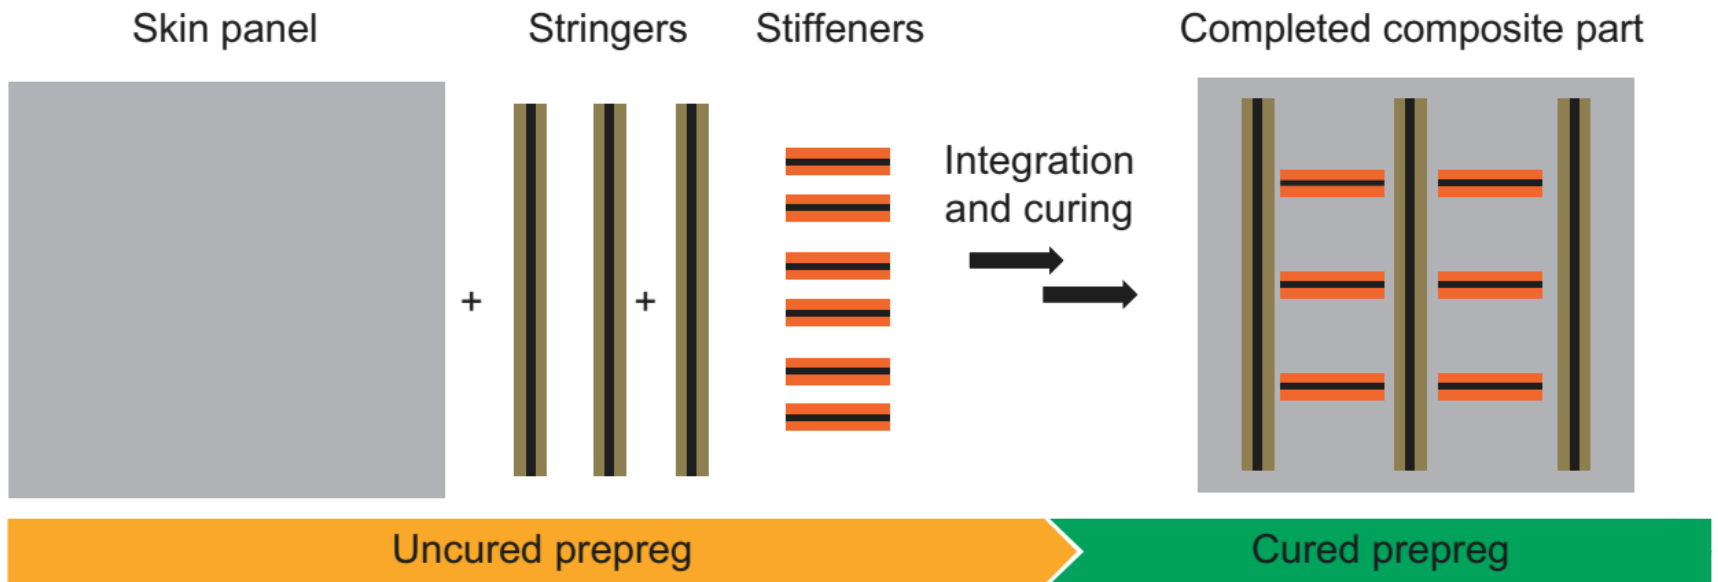 Skin panel
Stringers
Stiffeners
Completed composite part
Integration
and curing
+
+
Uncured prepreg
Cured prepreg